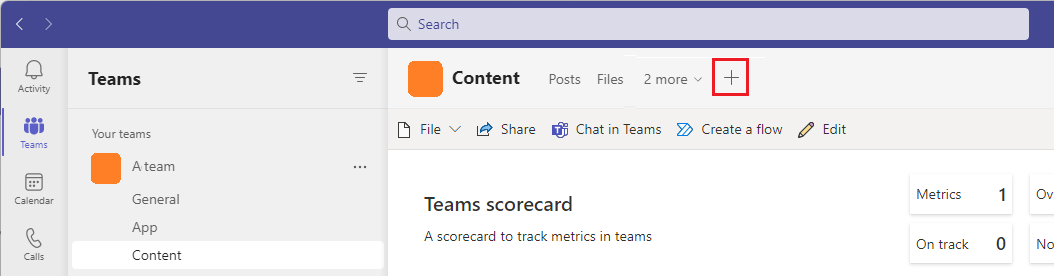 Search
Activity
Teams
Calendar
Calls
Teams
Your teams
A team
General
App
Content
Content Posts Files 2 more
File Share Chat in Teams Create a flow Edit
Teams scorecard
A scorecard to track metrics in teams
Metrics 1
On track 0
Ov
No